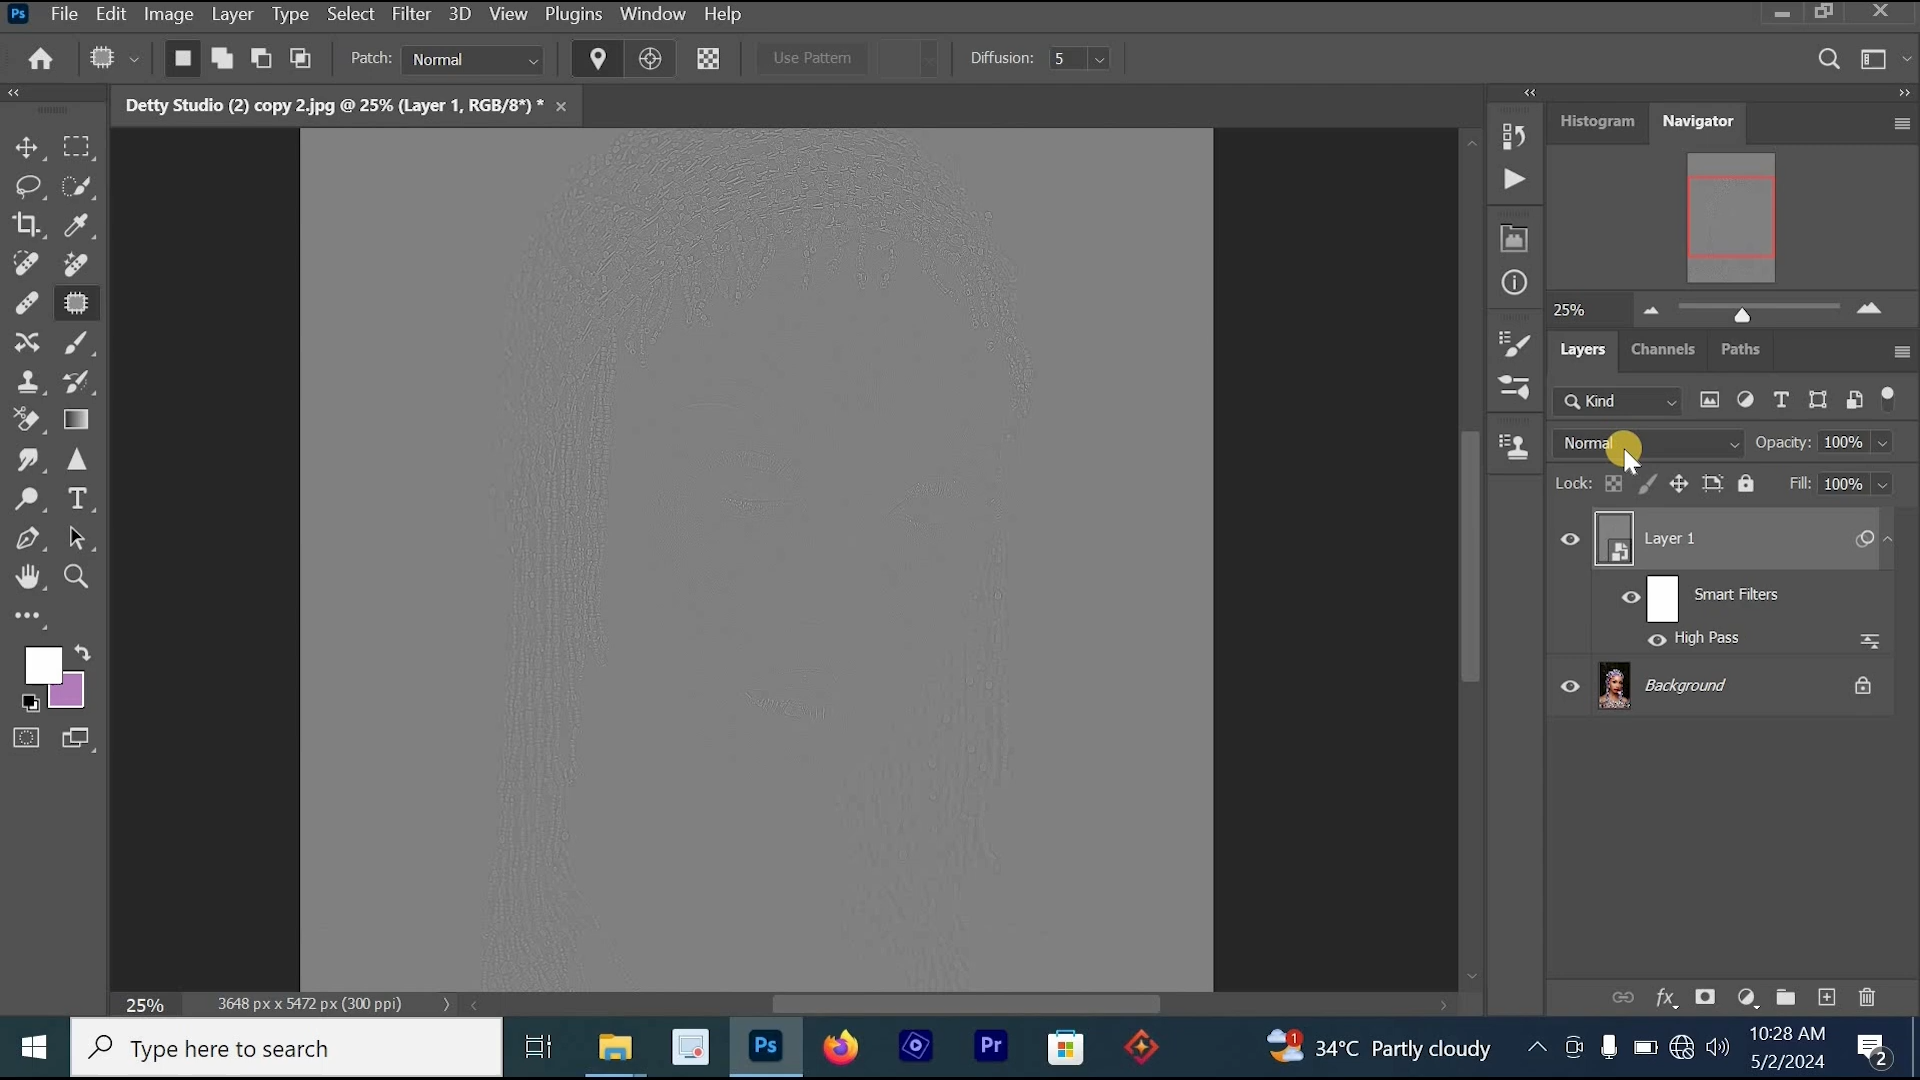 Ps File Edit Image Layer Type Select Filter 3D View Plugins Window Help
Patch: Normal Use Pattern Diffusion: 5
Detty Studio (2) copy 2.jpg @ 25% (Layer 1, RGB/8*) *
Histogram Navigator
25%
Layers Channels Paths
Kind
Normal Opacity: 100%
Lock: Fill: 100%
Layer 1
Smart Filters
High Pass
Background
25% 3648 px x 5472 px (300 ppi)
Type here to search
Ps
Pr
1
34°C Partly cloudy
10:28 AM
5/2/2024
2